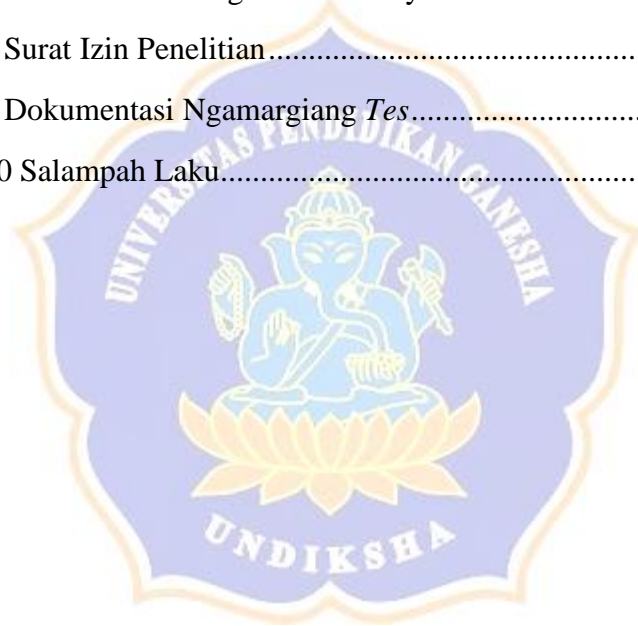 Surat Izin Penelitian
Dokumentasi Ngamargiang Tes
0 Salampah Laku
UNIVERSITAS PENDIDIKAN GANESHA
UNDIKSHA